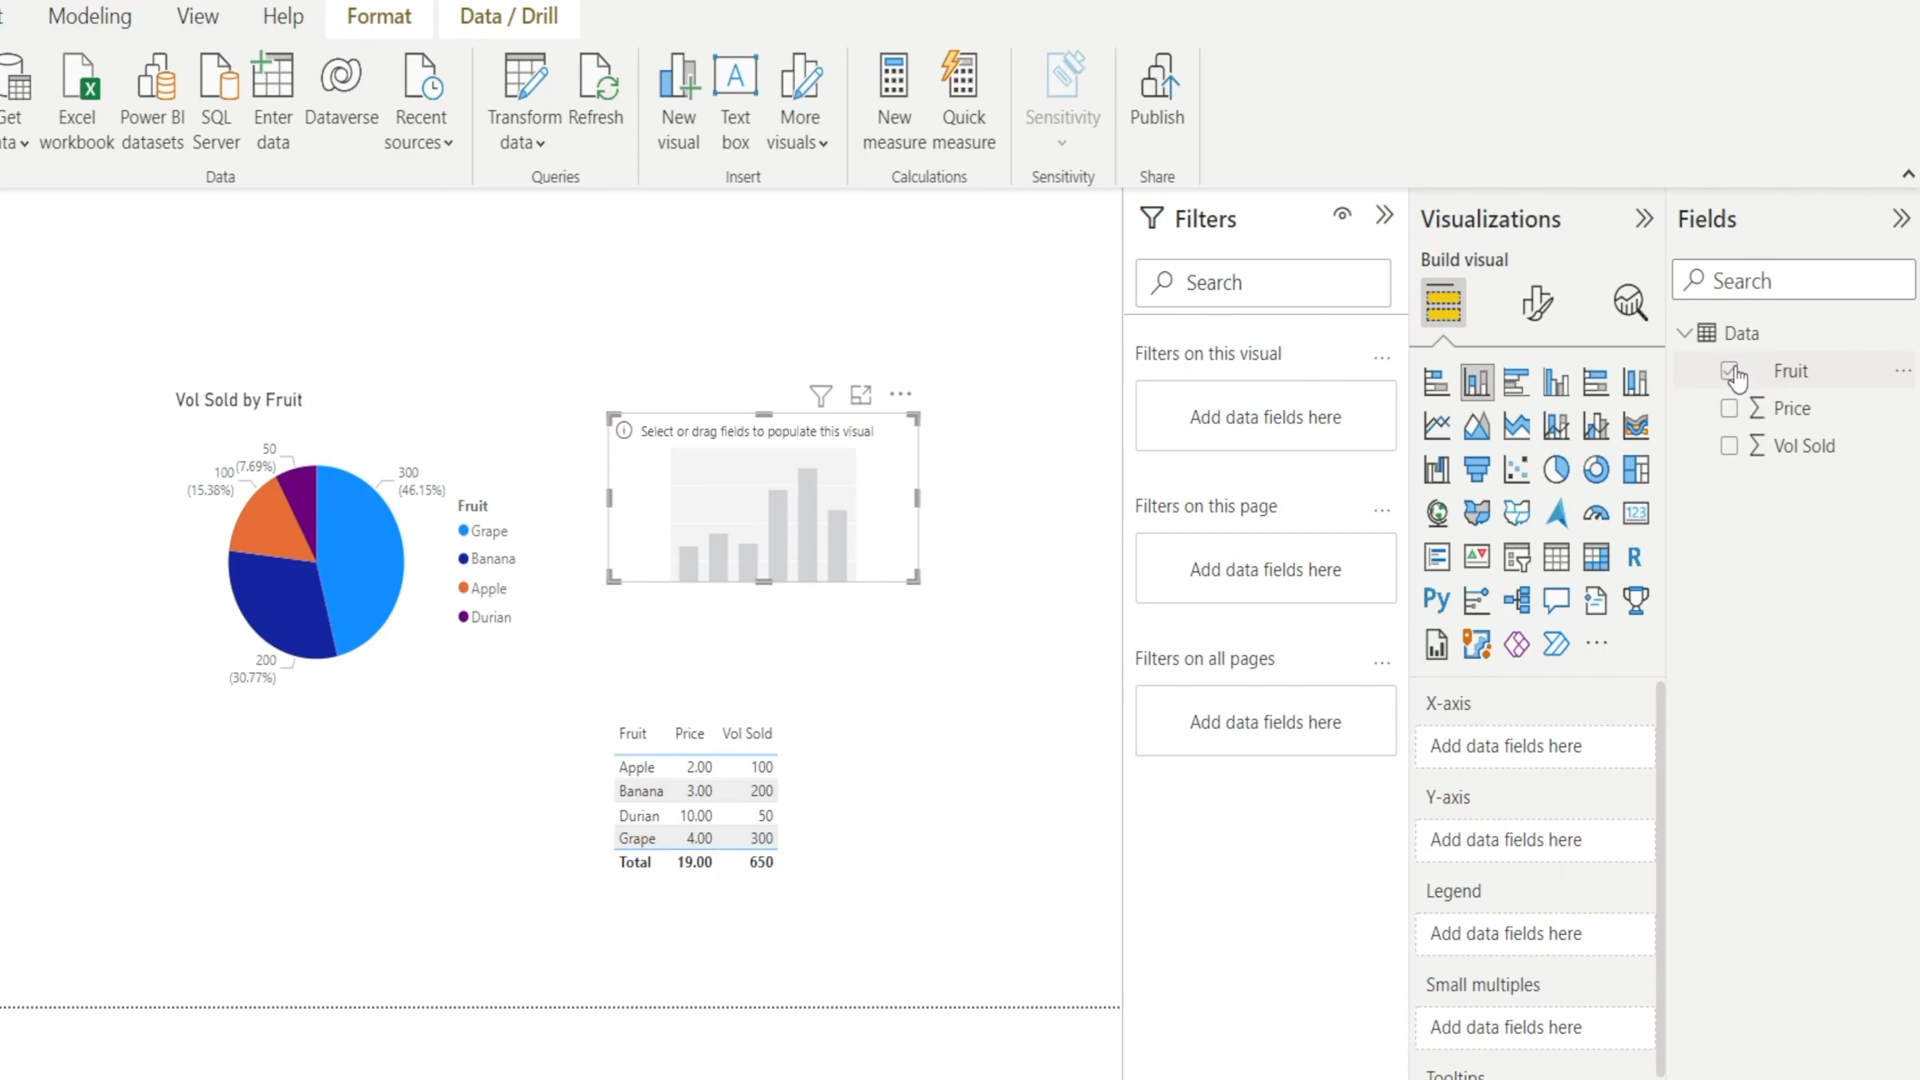 Modeling
View
Help
Format
Data / Drill
Get
Excel
Power BI
SQL
Enter
Dataverse
Recent
Transform
Refresh
New
Text
More
New
Quick
Sensitivity
Publish
workbook
datasets
Server
data
sources
data
visual
box
visuals
measure
measure
Data
Queries
Insert
Calculations
Sensitivity
Share
Vol Sold by Fruit
50
(7.69%)
100
(15.38%)
300
(46.15%)
200
(30.77%)
Fruit
Grape
Banana
Apple
Durian
Select or drag fields to populate this visual
Fruit Price Vol Sold
Apple 2.00 100
Banana 3.00 200
Durian 10.00 50
Grape 4.00 300
Total 19.00 650
Filters
Search
Filters on this visual
...
Add data fields here
Filters on this page
...
Add data fields here
Filters on all pages
...
Add data fields here
Visualizations
Build visual
123
R
Py
...
X-axis
Add data fields here
Y-axis
Add data fields here
Legend
Add data fields here
Small multiples
Add data fields here
Fields
Search
Data
Fruit
...
Σ Price
Σ Vol Sold